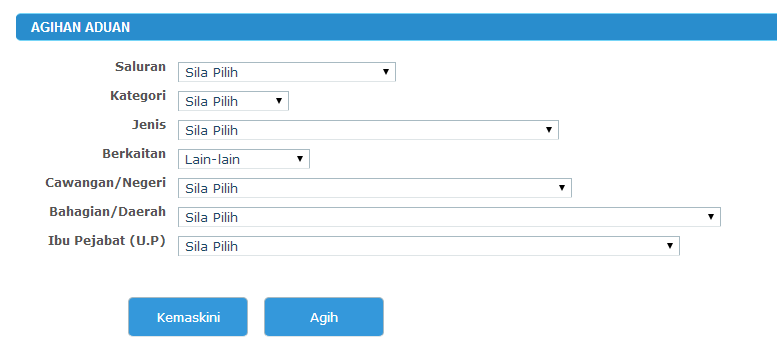 AGIHAN ADUAN
Saluran Sila Pilih
Kategori Sila Pilih
Jenis Sila Pilih
Berkaitan Lain-lain
Cawangan/Negeri Sila Pilih
Bahagian/Daerah Sila Pilih
Ibu Pejabat (U.P) Sila Pilih
Kemaskini Agih